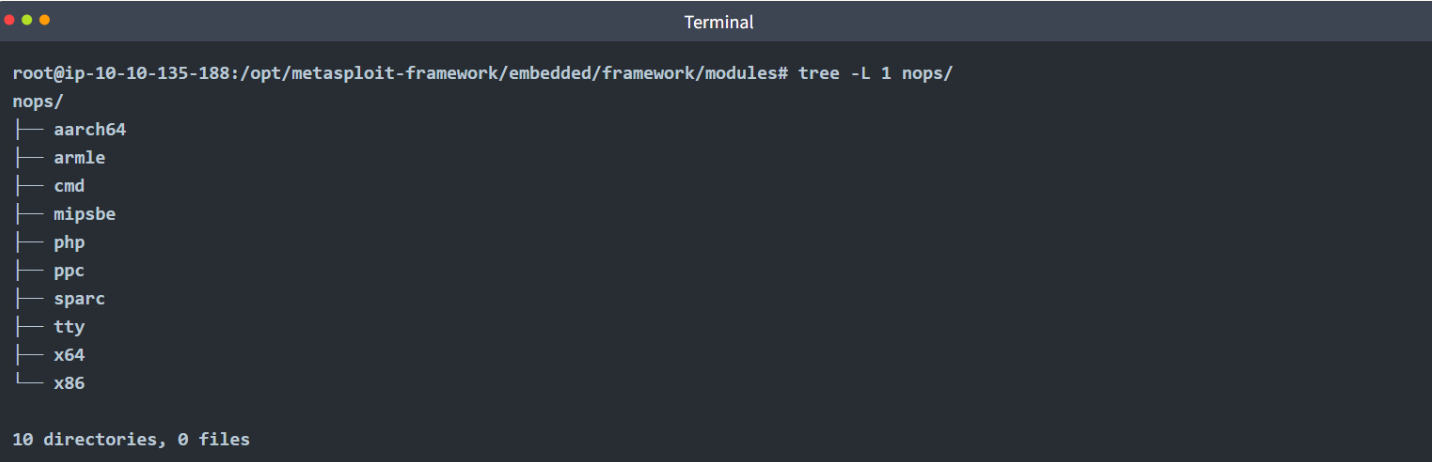 Terminal
root@ip-10-10-135-188:/opt/metasploit-framework/embedded/framework/modules# tree -L 1 nops/
nops/
├── aarch64
├── armle
├── cmd
├── mipsbe
├── php
├── ppc
├── sparc
├── tty
├── x64
└── x86
10 directories, 0 files